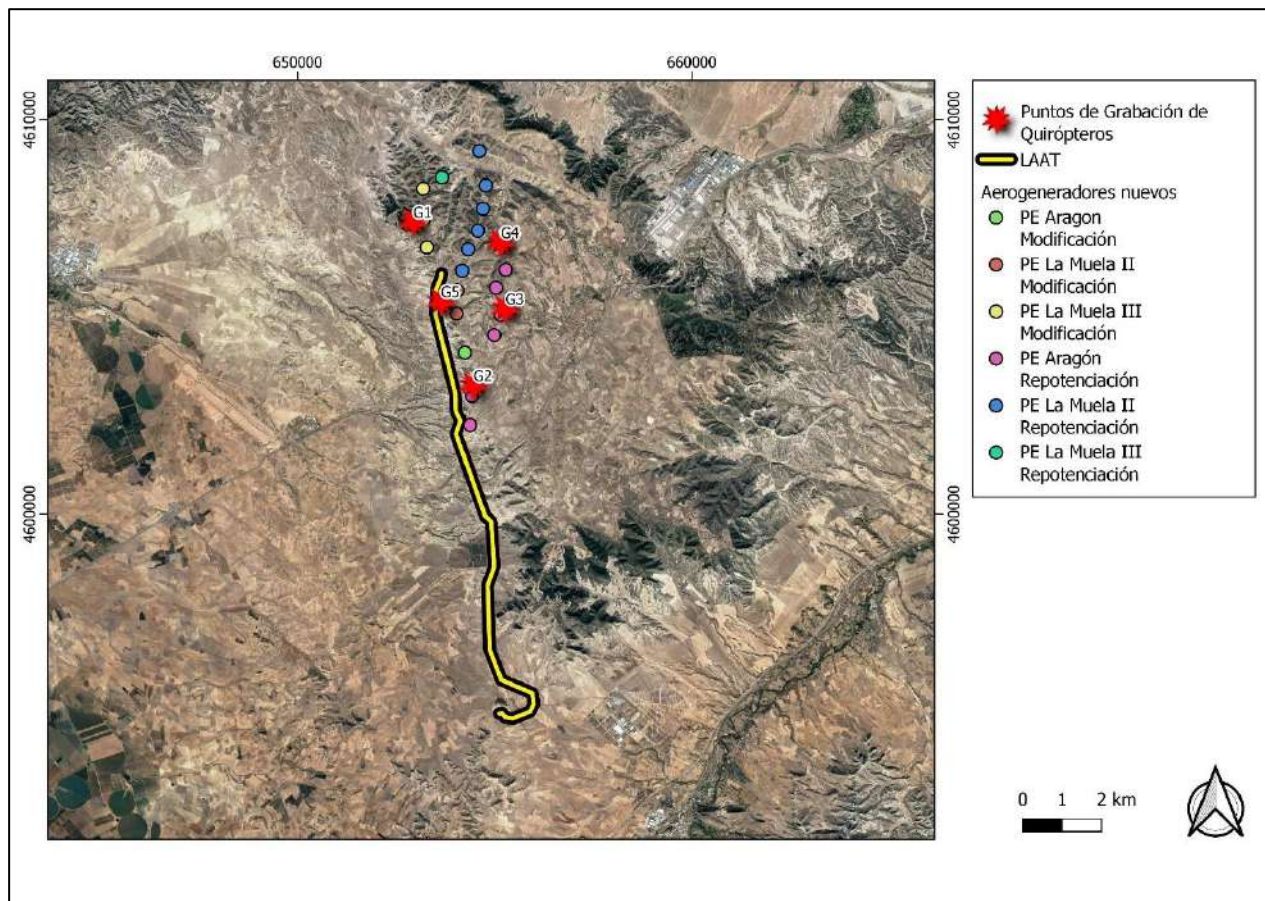 650000
660000
4610000
4610000
4600000
4600000
G1
G4
G5
G3
G2
Puntos de Grabación de
Quirópteros
LAAT
Aerogeneradores nuevos
PE Aragon
Modificación
PE La Muela II
Modificación
PE La Muela III
Modificación
PE Aragón
Repotenciación
PE La Muela II
Repotenciación
PE La Muela III
Repotenciación
0 1 2 km